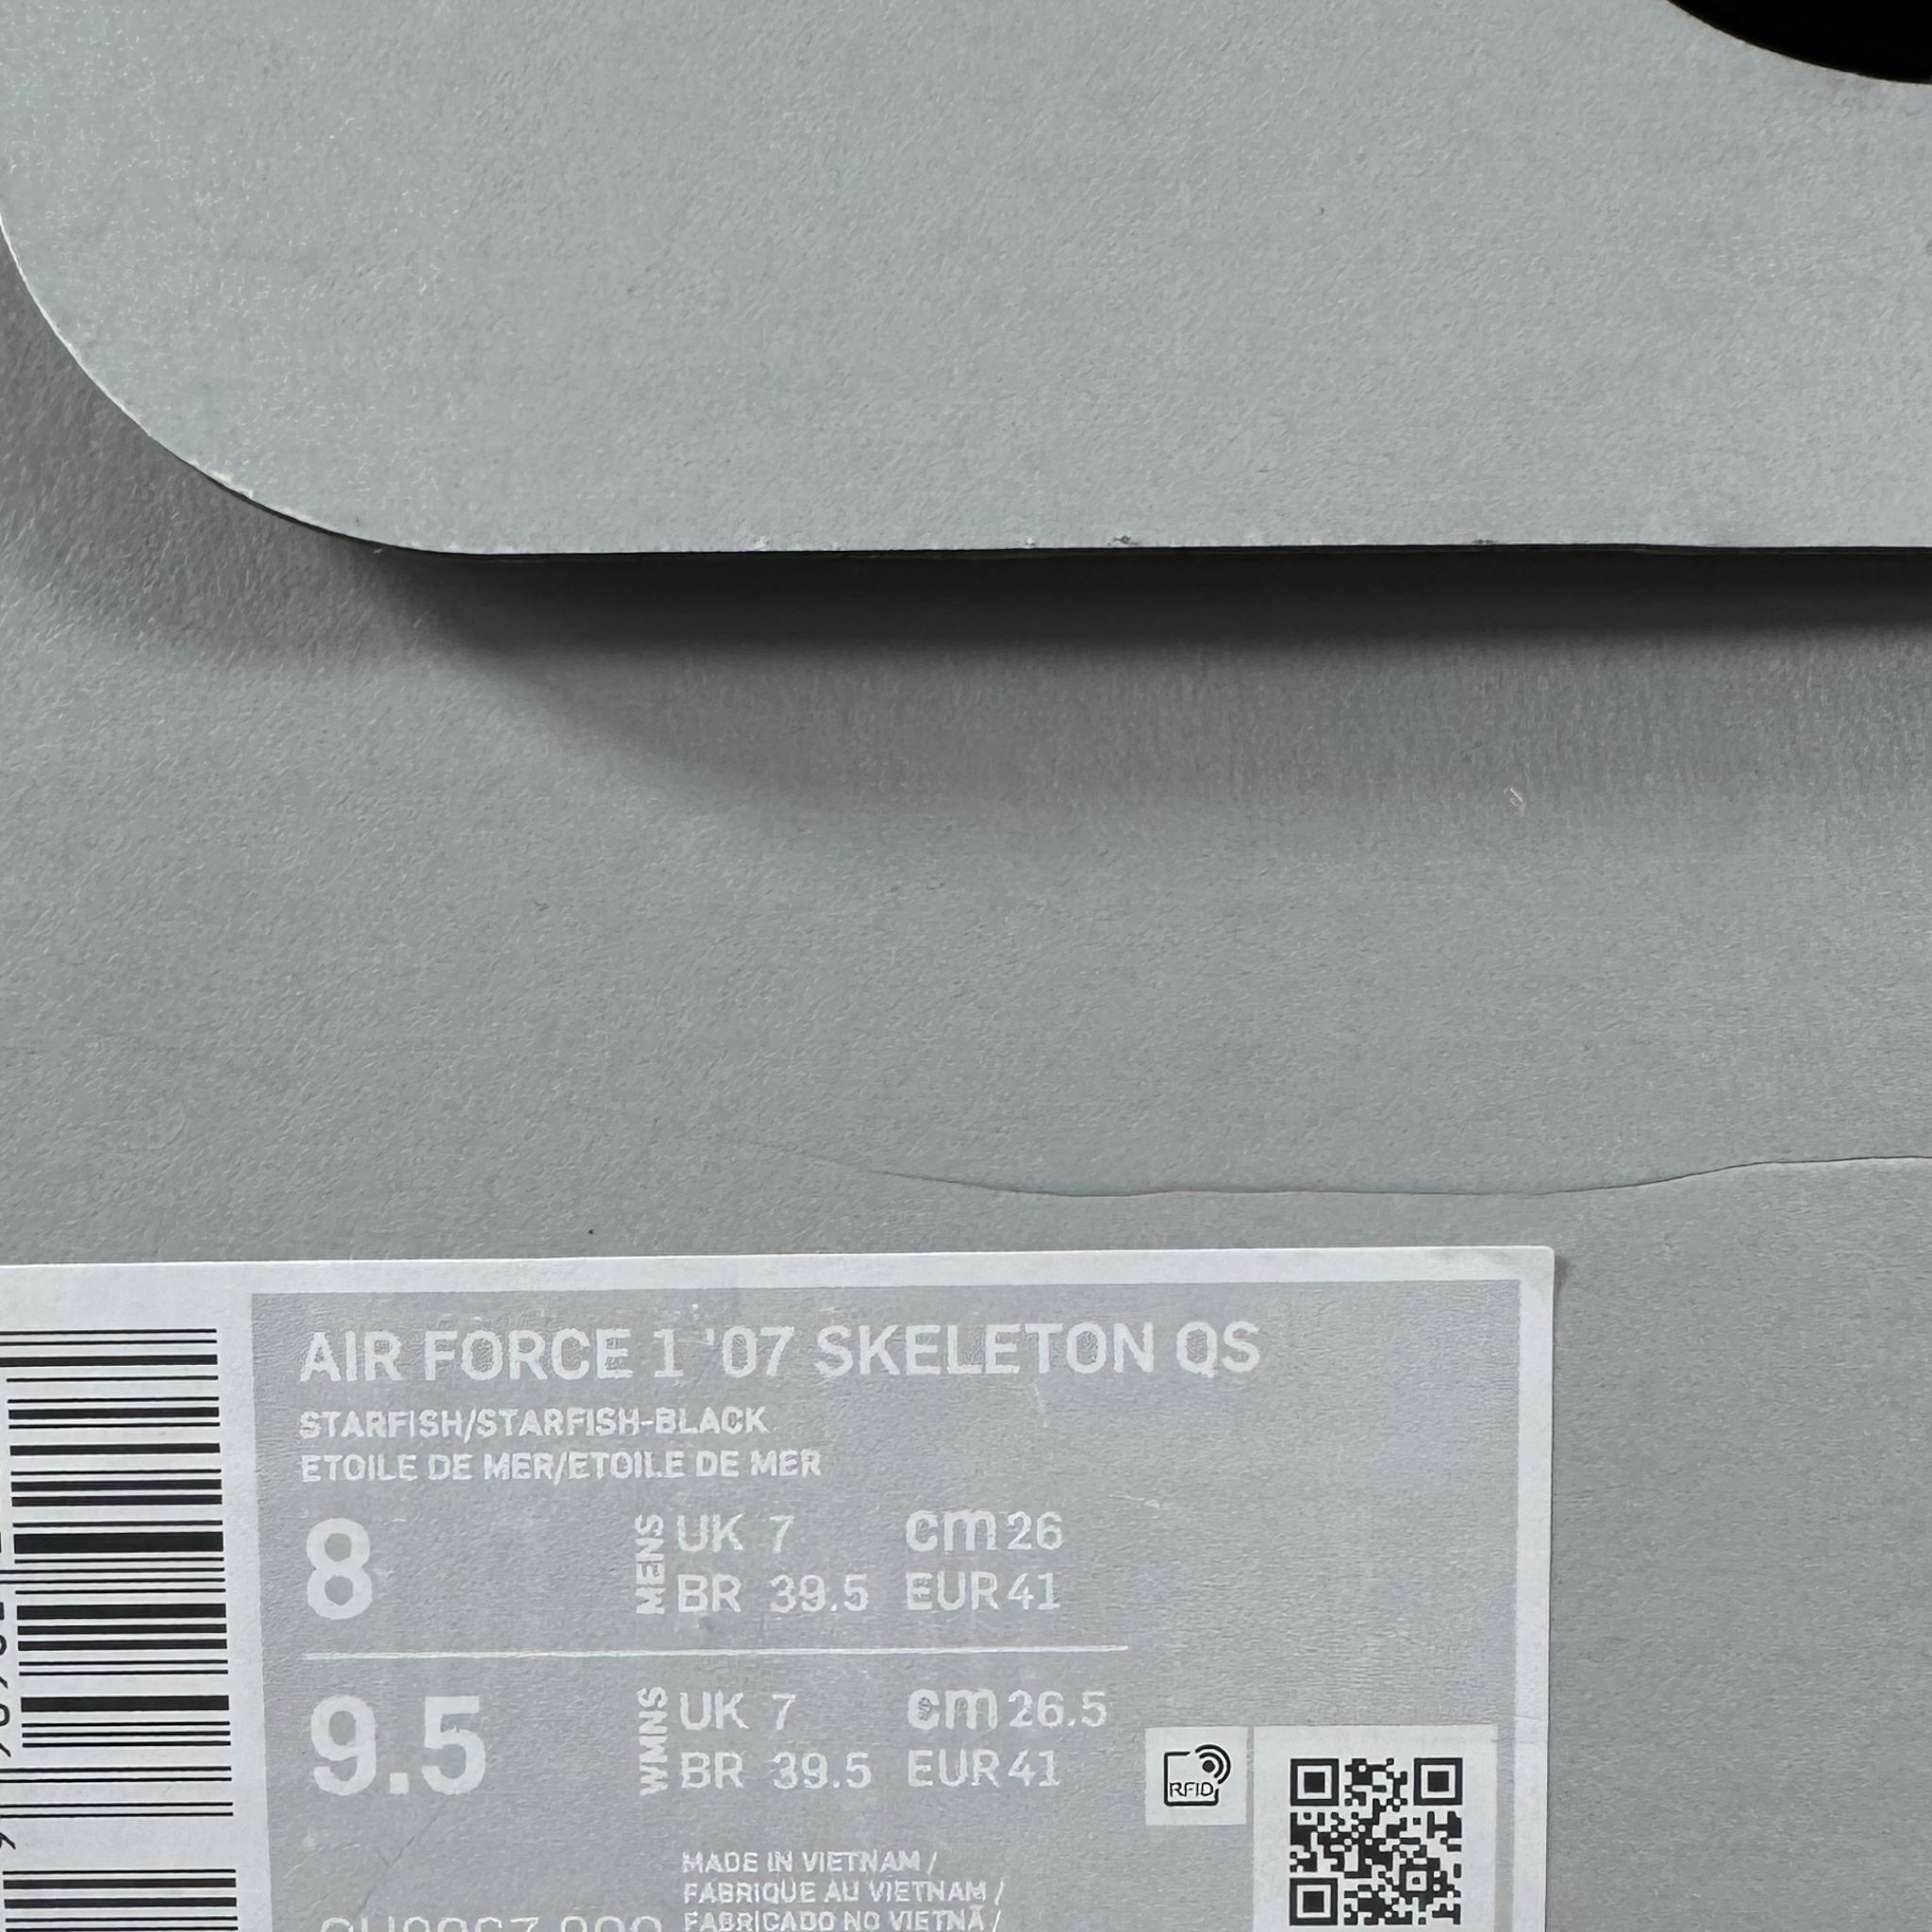 AIR FORCE 1 '07 SKELETON QS
STARFISH/STARFISH-BLACK
ETOILE DE MER/ETOILE DE MER
8 MENS UK 7 cm 26
BR 39.5 EUR 41
9.5 WMNS UK 7 cm 26.5
BR 39.5 EUR 41
RFID
MADE IN VIETNAM /
FABRIQUE AU VIETNAM /
FABRICADO NO VIETNÃ /